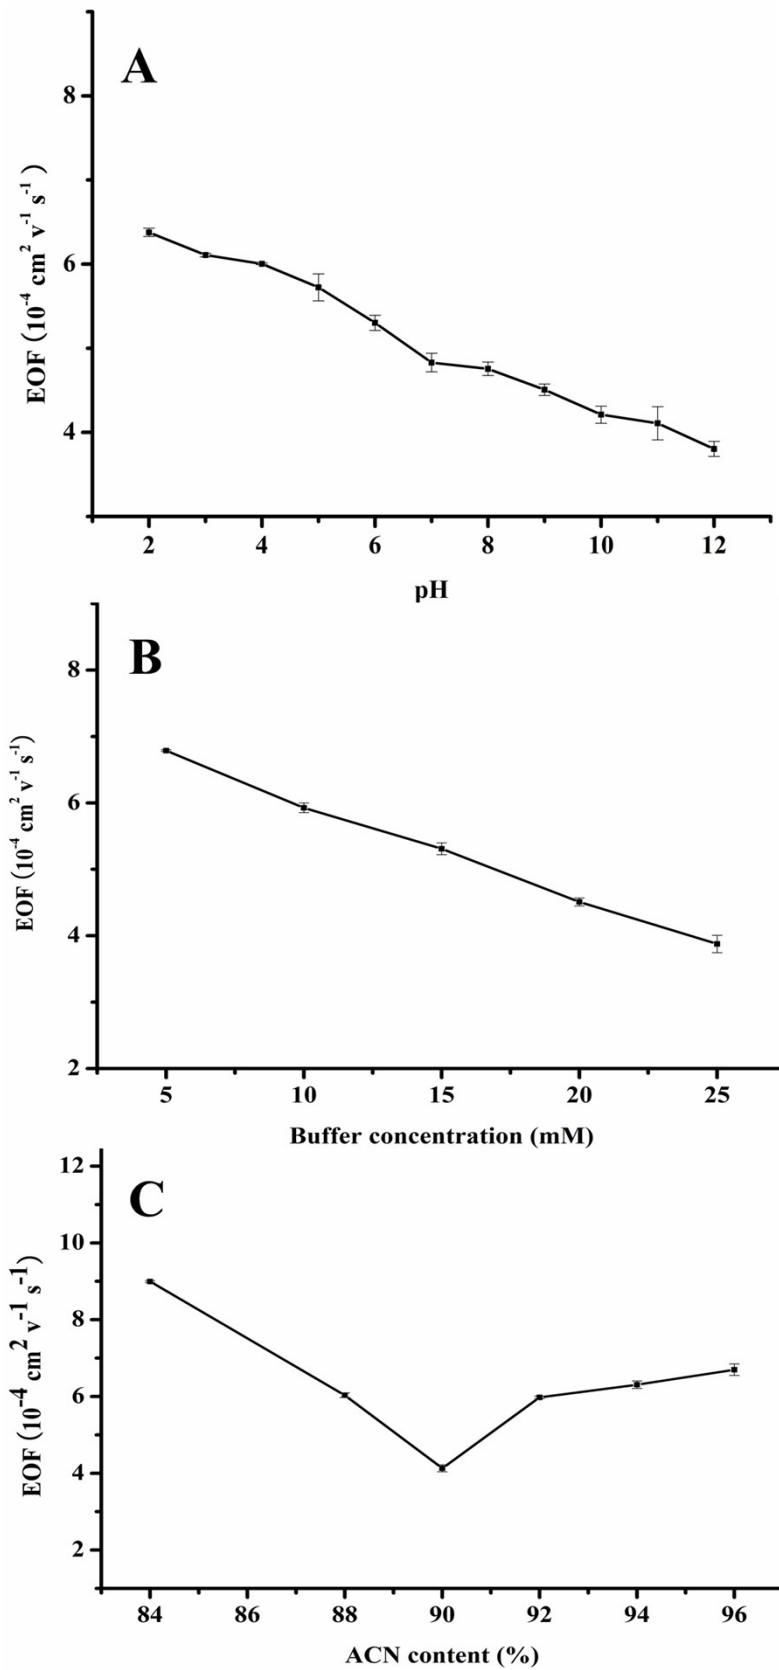 A
8
6
4
EOF (10⁻⁴ cm² v⁻¹ s⁻¹)
2 4 6 8 10 12
pH
B
8
6
4
2
EOF (10⁻⁴ cm² v⁻¹ s⁻¹)
5 10 15 20 25
Buffer concentration (mM)
C
12
10
8
6
4
2
EOF (10⁻⁴ cm² v⁻¹ s⁻¹)
84 86 88 90 92 94 96
ACN content (%)